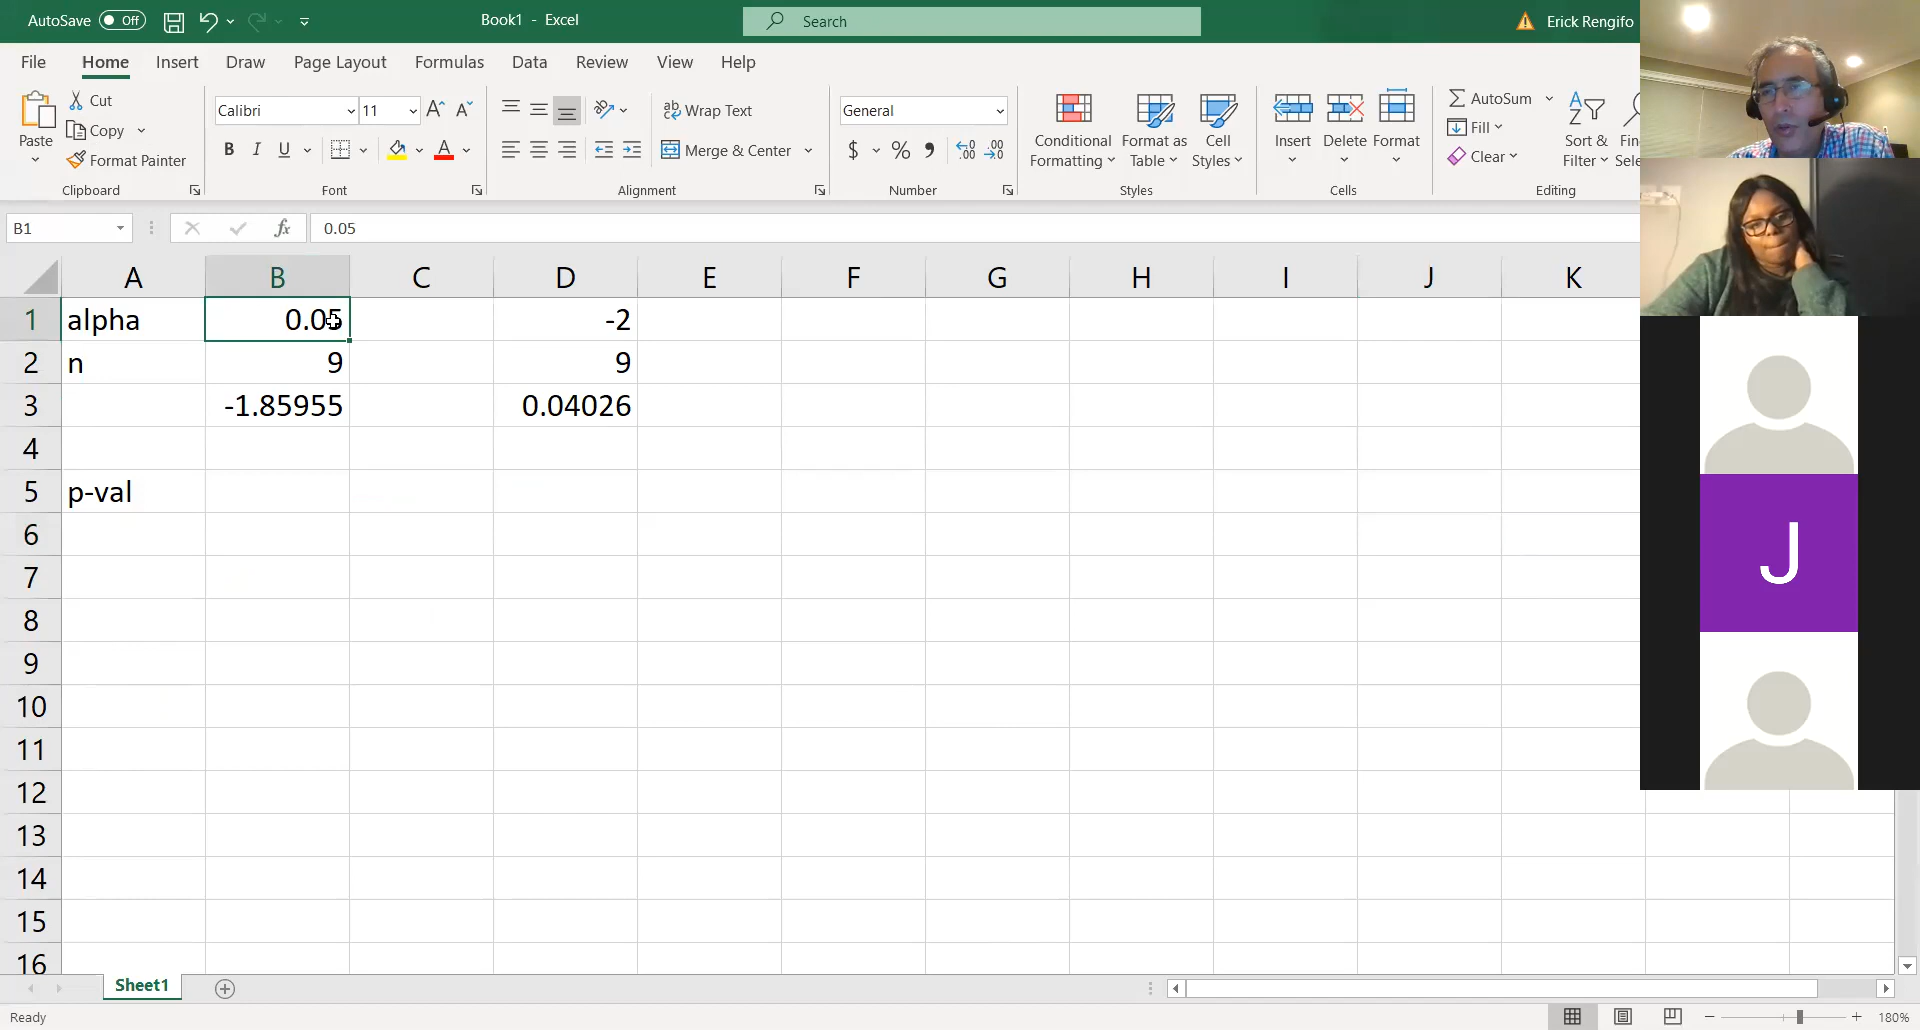 AutoSave Off Book1 - Excel Search Erick Rengifo
File Home Insert Draw Page Layout Formulas Data Review View Help
Cut
Copy
Format Painter
Paste
Clipboard
Calibri 11 A A
B I U A
Font
Wrap Text
Merge & Center
Alignment
General
$ % 9 .00 .00
Number
Conditional Formatting
Format as Table
Cell Styles
Styles
Insert Delete Format
Cells
AutoSum
Fill
Clear
Sort & Filter
Editing
B1 fx 0.05
A B C D E F G H I J K
1 alpha 0.05 -2
2 n 9 9
3 -1.85955 0.04026
4
5 p-val
6
7
8
9
10
11
12
13
14
15
16
J
Sheet1
Ready 180%